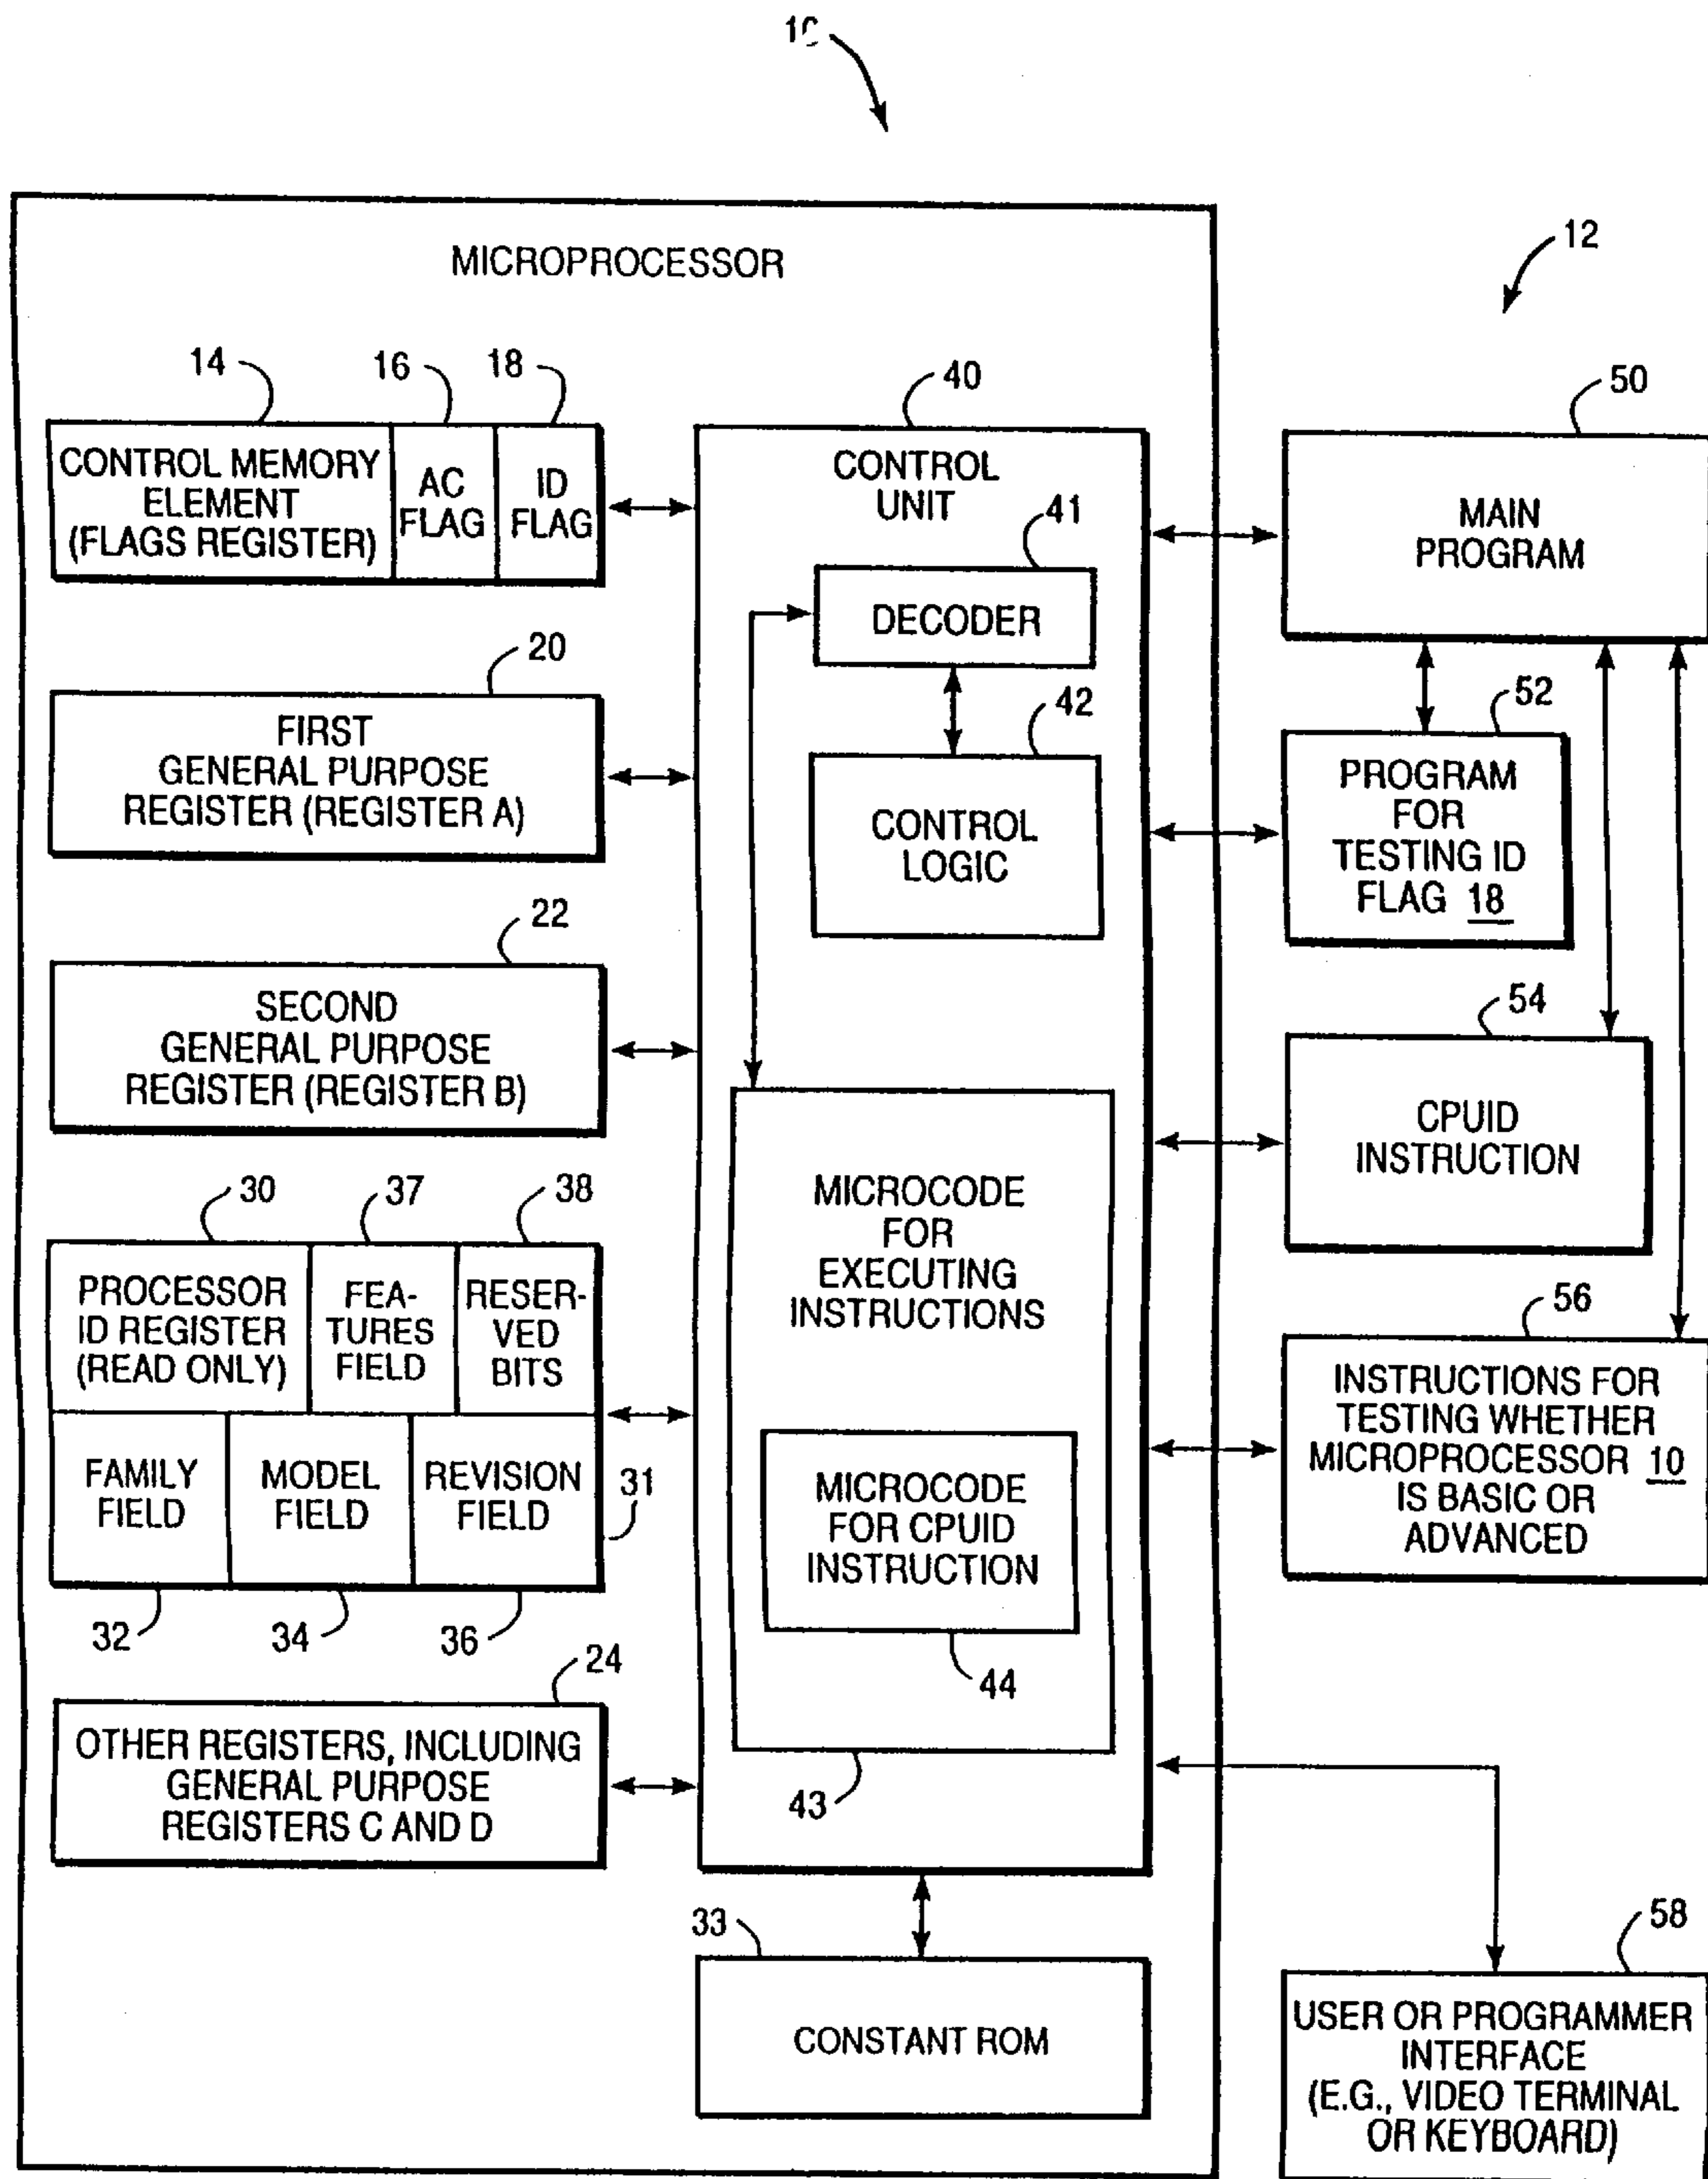 10
MICROPROCESSOR
12
14
16
18
CONTROL MEMORY
ELEMENT
(FLAGS REGISTER)
AC
FLAG
ID
FLAG
20
FIRST
GENERAL PURPOSE
REGISTER (REGISTER A)
22
SECOND
GENERAL PURPOSE
REGISTER (REGISTER B)
30
37
38
PROCESSOR
ID REGISTER
(READ ONLY)
FEA-
TURES
FIELD
RESER-
VED
BITS
FAMILY
FIELD
MODEL
FIELD
REVISION
FIELD
31
32
34
36
24
OTHER REGISTERS, INCLUDING
GENERAL PURPOSE
REGISTERS C AND D
40
CONTROL
UNIT
41
DECODER
42
CONTROL
LOGIC
MICROCODE
FOR
EXECUTING
INSTRUCTIONS
MICROCODE
FOR CPUID
INSTRUCTION
44
43
33
CONSTANT ROM
50
MAIN
PROGRAM
52
PROGRAM
FOR
TESTING ID
FLAG 18
54
CPUID
INSTRUCTION
56
INSTRUCTIONS FOR
TESTING WHETHER
MICROPROCESSOR 10
IS BASIC OR
ADVANCED
58
USER OR PROGRAMMER
INTERFACE
(E.G., VIDEO TERMINAL
OR KEYBOARD)